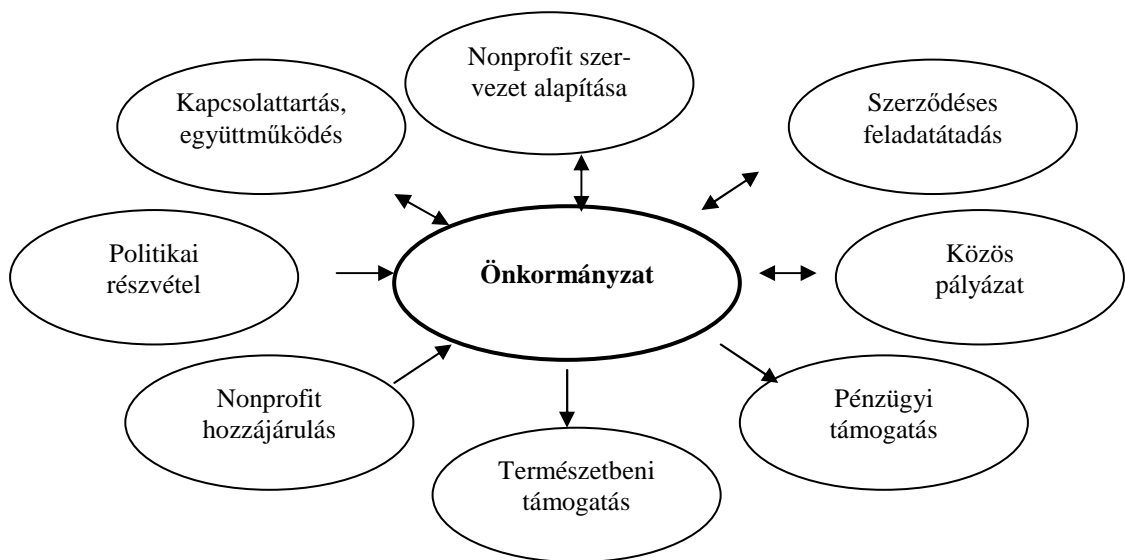 Nonprofit szer-
vezet alapítása
Kapcsolattartás,
együttműködés
Szerződéses
feladatátadás
Politikai
részvétel
Önkormányzat
Közös
pályázat
Nonprofit
hozzájárulás
Pénzügyi
támogatás
Természetbeni
támogatás